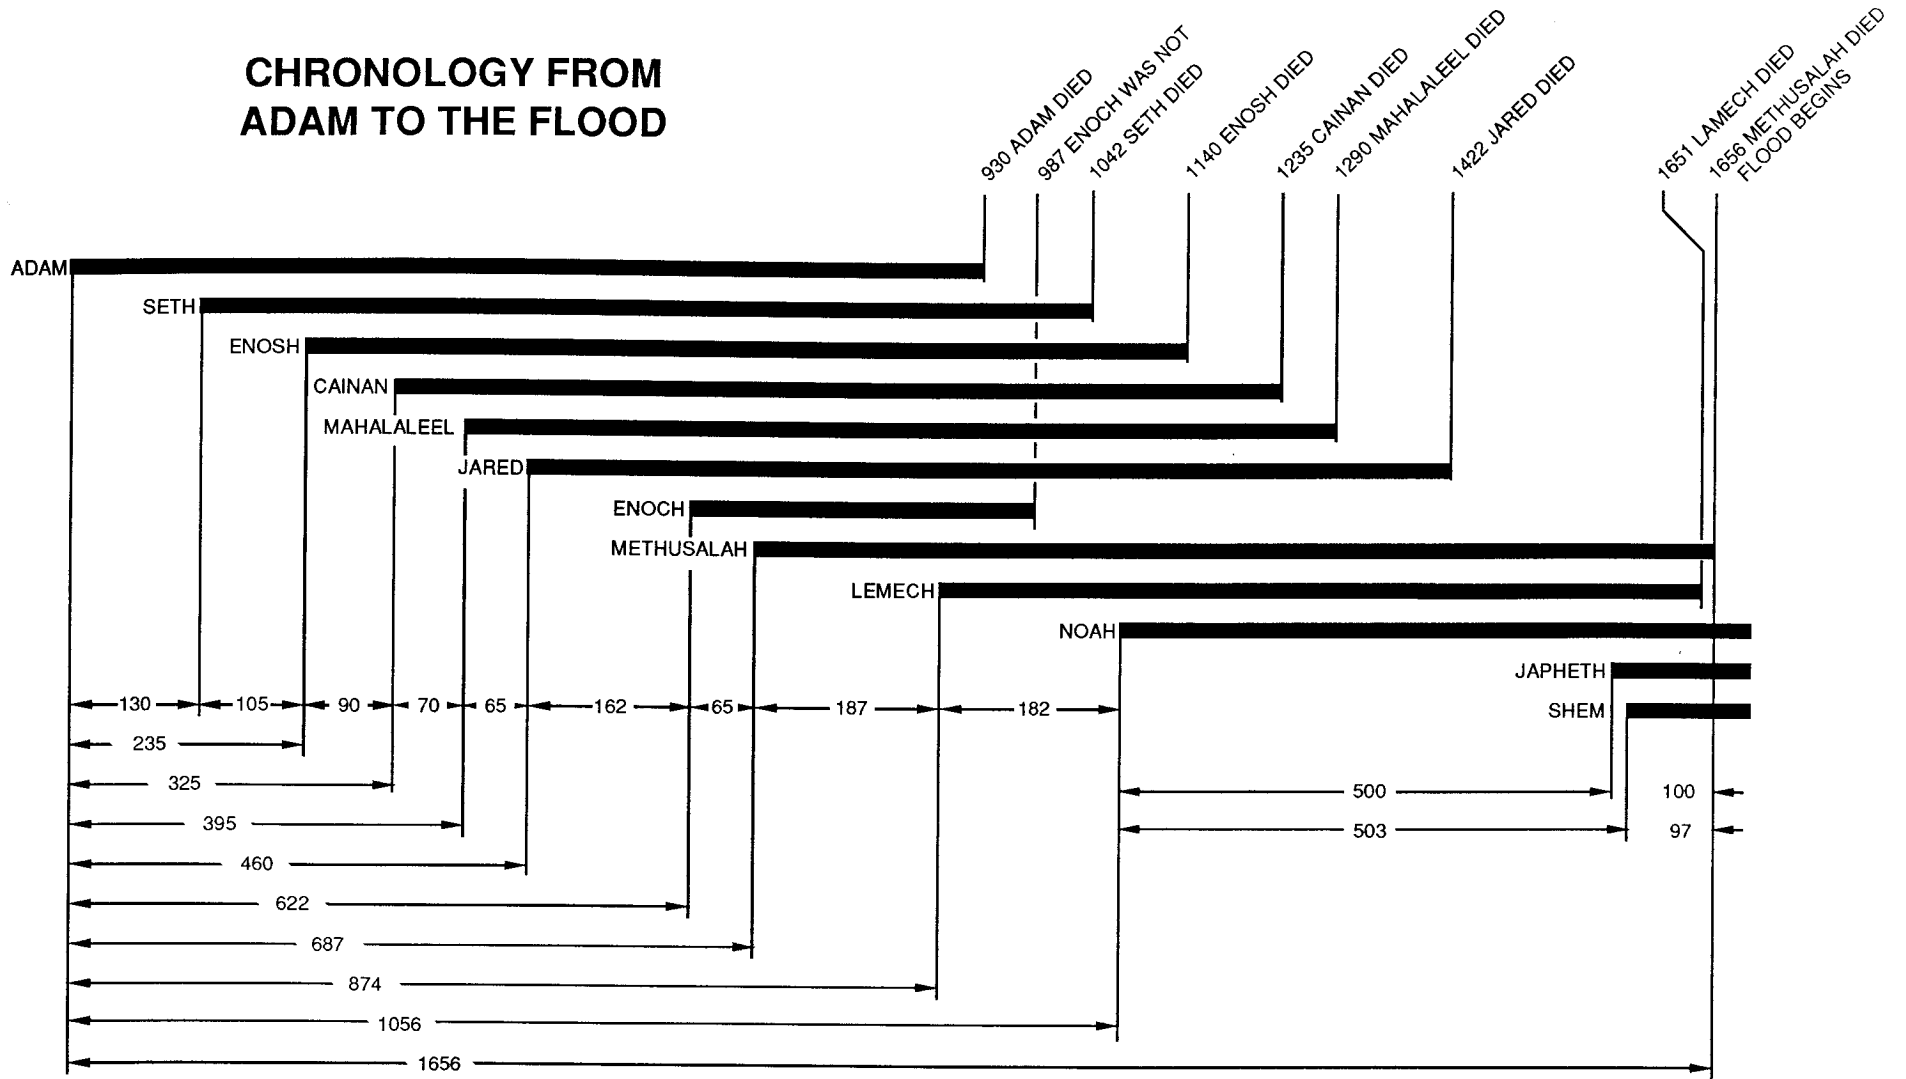 CHRONOLOGY FROM
ADAM TO THE FLOOD
930 ADAM DIED
987 ENOCH WAS NOT
1042 SETH DIED
1140 ENOSH DIED
1235 CAINAN DIED
1290 MAHALALEEL DIED
1422 JARED DIED
1651 LAMECH DIED
1656 METHUSALAH DIED
FLOOD BEGINS
ADAM
SETH
ENOSH
CAINAN
MAHALALEEL
JARED
ENOCH
METHUSALAH
LEMECH
NOAH
JAPHETH
SHEM
130 105 90 70 65 162 65 187 182
235
325
500 100
395
503 97
460
622
687
874
1056
1656